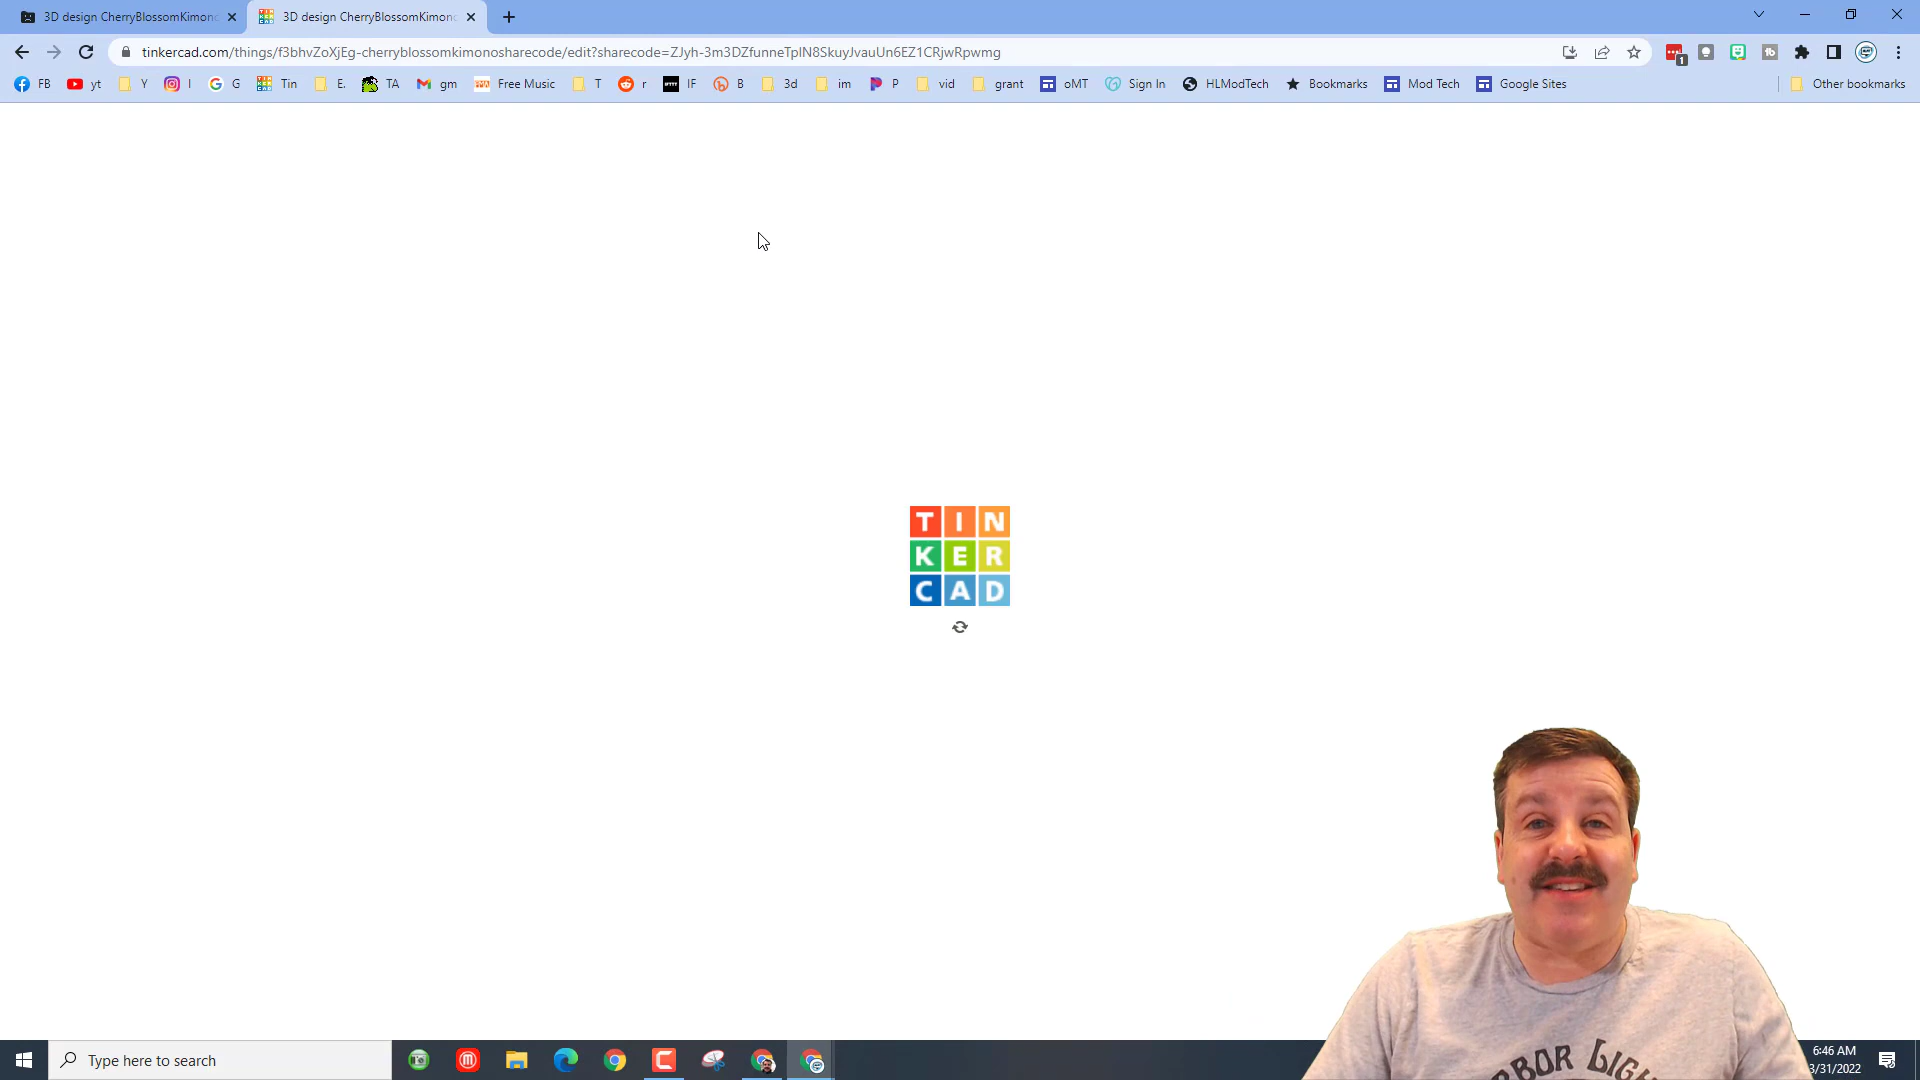 3D design CherryBlossomKimono
3D design CherryBlossomKimono
tinkercad.com/things/f3bhvZoXjEg-cherryblossomkimonosharecode/edit?sharecode=ZJyh-3m3DZfunneTplN8SkuyJvauUn6EZ1CRjwRpwmg
1
FB yt Y I G Tin E. TA gm Free Music T r IF B 3d im P vid grant oMT Sign In HLModTech Bookmarks Mod Tech Google Sites Other bookmarks
TIN
KER
CAD
Type here to search
6:46 AM
3/31/2022